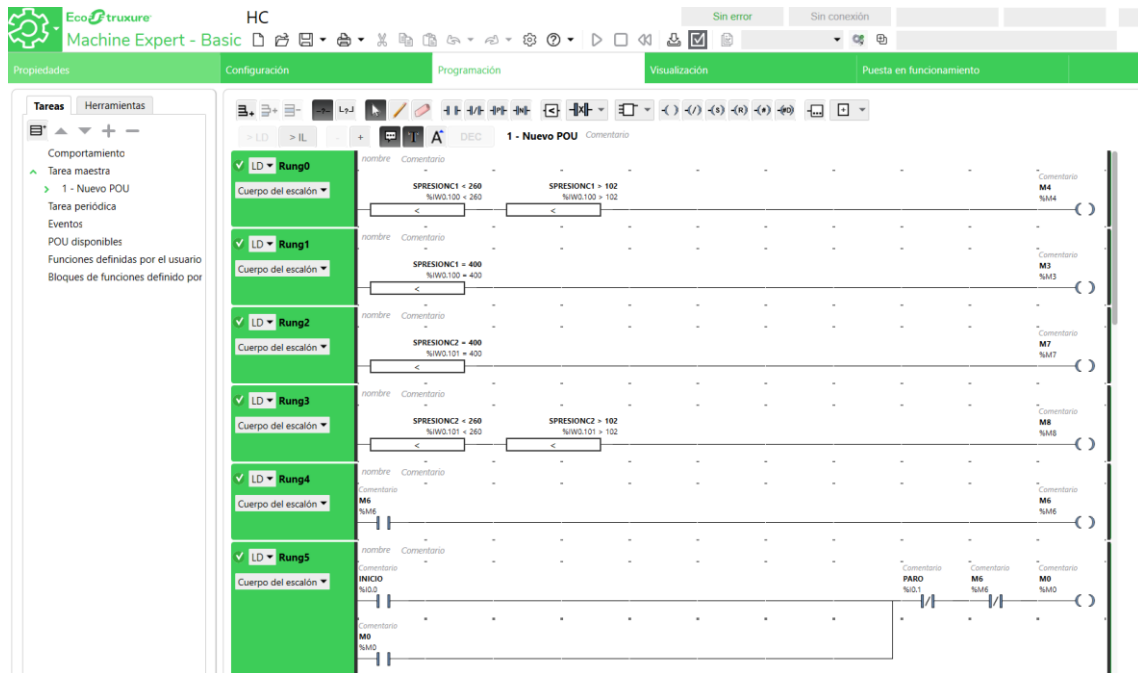 EcoStruxure
HC
Sin error
Sin conexión
Machine Expert - Basic
Propiedades
Configuración
Programación
Visualización
Puesta en funcionamiento
Tareas
Herramientas
Comportamiento
Tarea maestra
1 - Nuevo POU
Tarea periódica
Eventos
POU disponibles
Funciones definidas por el usuario
Bloques de funciones definido por
> LD
> IL
-
+
T
A
DEC
1 - Nuevo POU
Comentario
LD
Rung0
Cuerpo del escalón
nombre
Comentario
SPRESIONC1 < 260
%IW0.100 < 260
<
SPRESIONC1 > 102
%IW0.100 > 102
<
Comentario
M4
%M4
LD
Rung1
Cuerpo del escalón
nombre
Comentario
SPRESIONC1 = 400
%IW0.100 = 400
<
Comentario
M3
%M3
LD
Rung2
Cuerpo del escalón
nombre
Comentario
SPRESIONC2 = 400
%IW0.101 = 400
<
Comentario
M7
%M7
LD
Rung3
Cuerpo del escalón
nombre
Comentario
SPRESIONC2 < 260
%IW0.101 < 260
<
SPRESIONC2 > 102
%IW0.101 > 102
<
Comentario
M8
%M8
LD
Rung4
Cuerpo del escalón
nombre
Comentario
Comentario
M6
%M6
Comentario
M6
%M6
LD
Rung5
Cuerpo del escalón
nombre
Comentario
Comentario
INICIO
%I0.0
Comentario
PARO
%I0.1
Comentario
M6
%M6
Comentario
M0
%M0
Comentario
M0
%M0